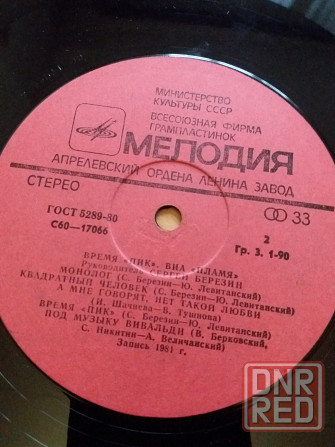 МИНИСТЕРСТВО
КУЛЬТУРЫ СССР
ВСЕСОЮЗНАЯ ФИРМА
ГРАМПЛАСТИНОК
МЕЛОДИЯ
АПРЕЛЕВСКИЙ ОРДЕНА ЛЕНИНА ЗАВОД
СТЕРЕО
33
ГОСТ 5289-80
С60—17066
2
Гр. 3. 1-90
ВРЕМЯ «ПИК». ВИА «ПЛАМЯ»
Руководитель СЕРГЕЙ БЕРЕЗИН
МОНОЛОГ (С. Березин—Ю. Левитанский)
КВАДРАТНЫЙ ЧЕЛОВЕК (С. Березин—Ю. Левитанский)
А МНЕ ГОВОРЯТ, НЕТ ТАКОЙ ЛЮБВИ
(И. Шачнева—В. Тушнова)
ВРЕМЯ «ПИК» (С. Березин—Ю. Левитанский)
ПОД МУЗЫКУ ВИВАЛЬДИ (В. Берковский,
С. Никитин—А. Величанский)
Запись 1981 г.
DNR
RED